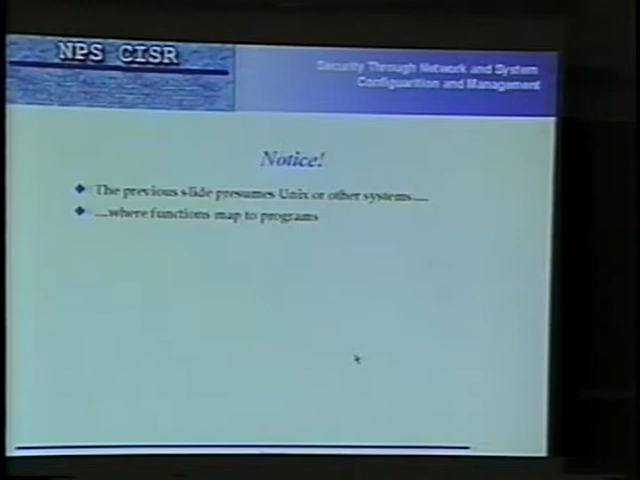 NPS CISR
Security Through Network and System
Configuration and Management
Notice!
The previous slide presumes Unix or other systems....
....where functions map to programs